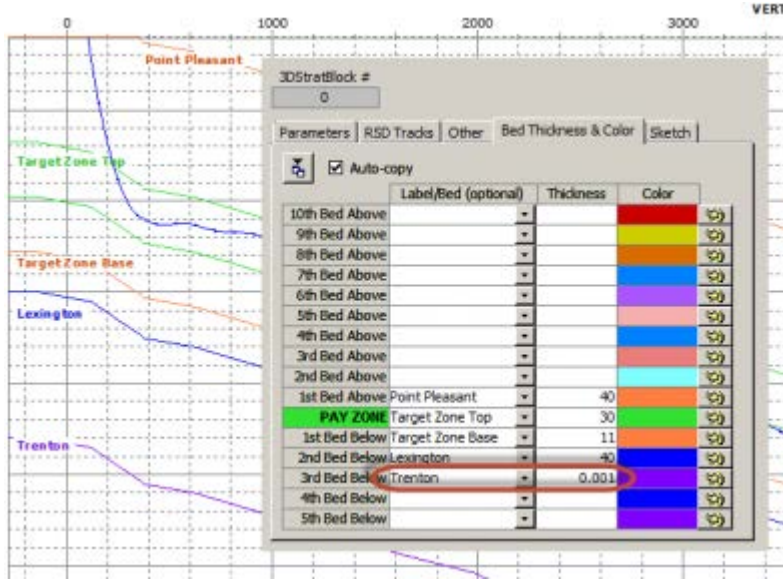 VERT
0 1000 2000 3000
Point Pleasant
Target Zone Top
Target Zone Base
Lexington
Trenton
3DStratBlock #
0
Parameters RSD Tracks Other Bed Thickness & Color Sketch
Auto-copy
Label/Bed (optional) Thickness Color
10th Bed Above
9th Bed Above
8th Bed Above
7th Bed Above
6th Bed Above
5th Bed Above
4th Bed Above
3rd Bed Above
2nd Bed Above
1st Bed Above Point Pleasant 40
PAY ZONE Target Zone Top 30
1st Bed Below Target Zone Base 11
2nd Bed Below Lexington 40
3rd Bed Below Trenton 0.001
4th Bed Below
5th Bed Below